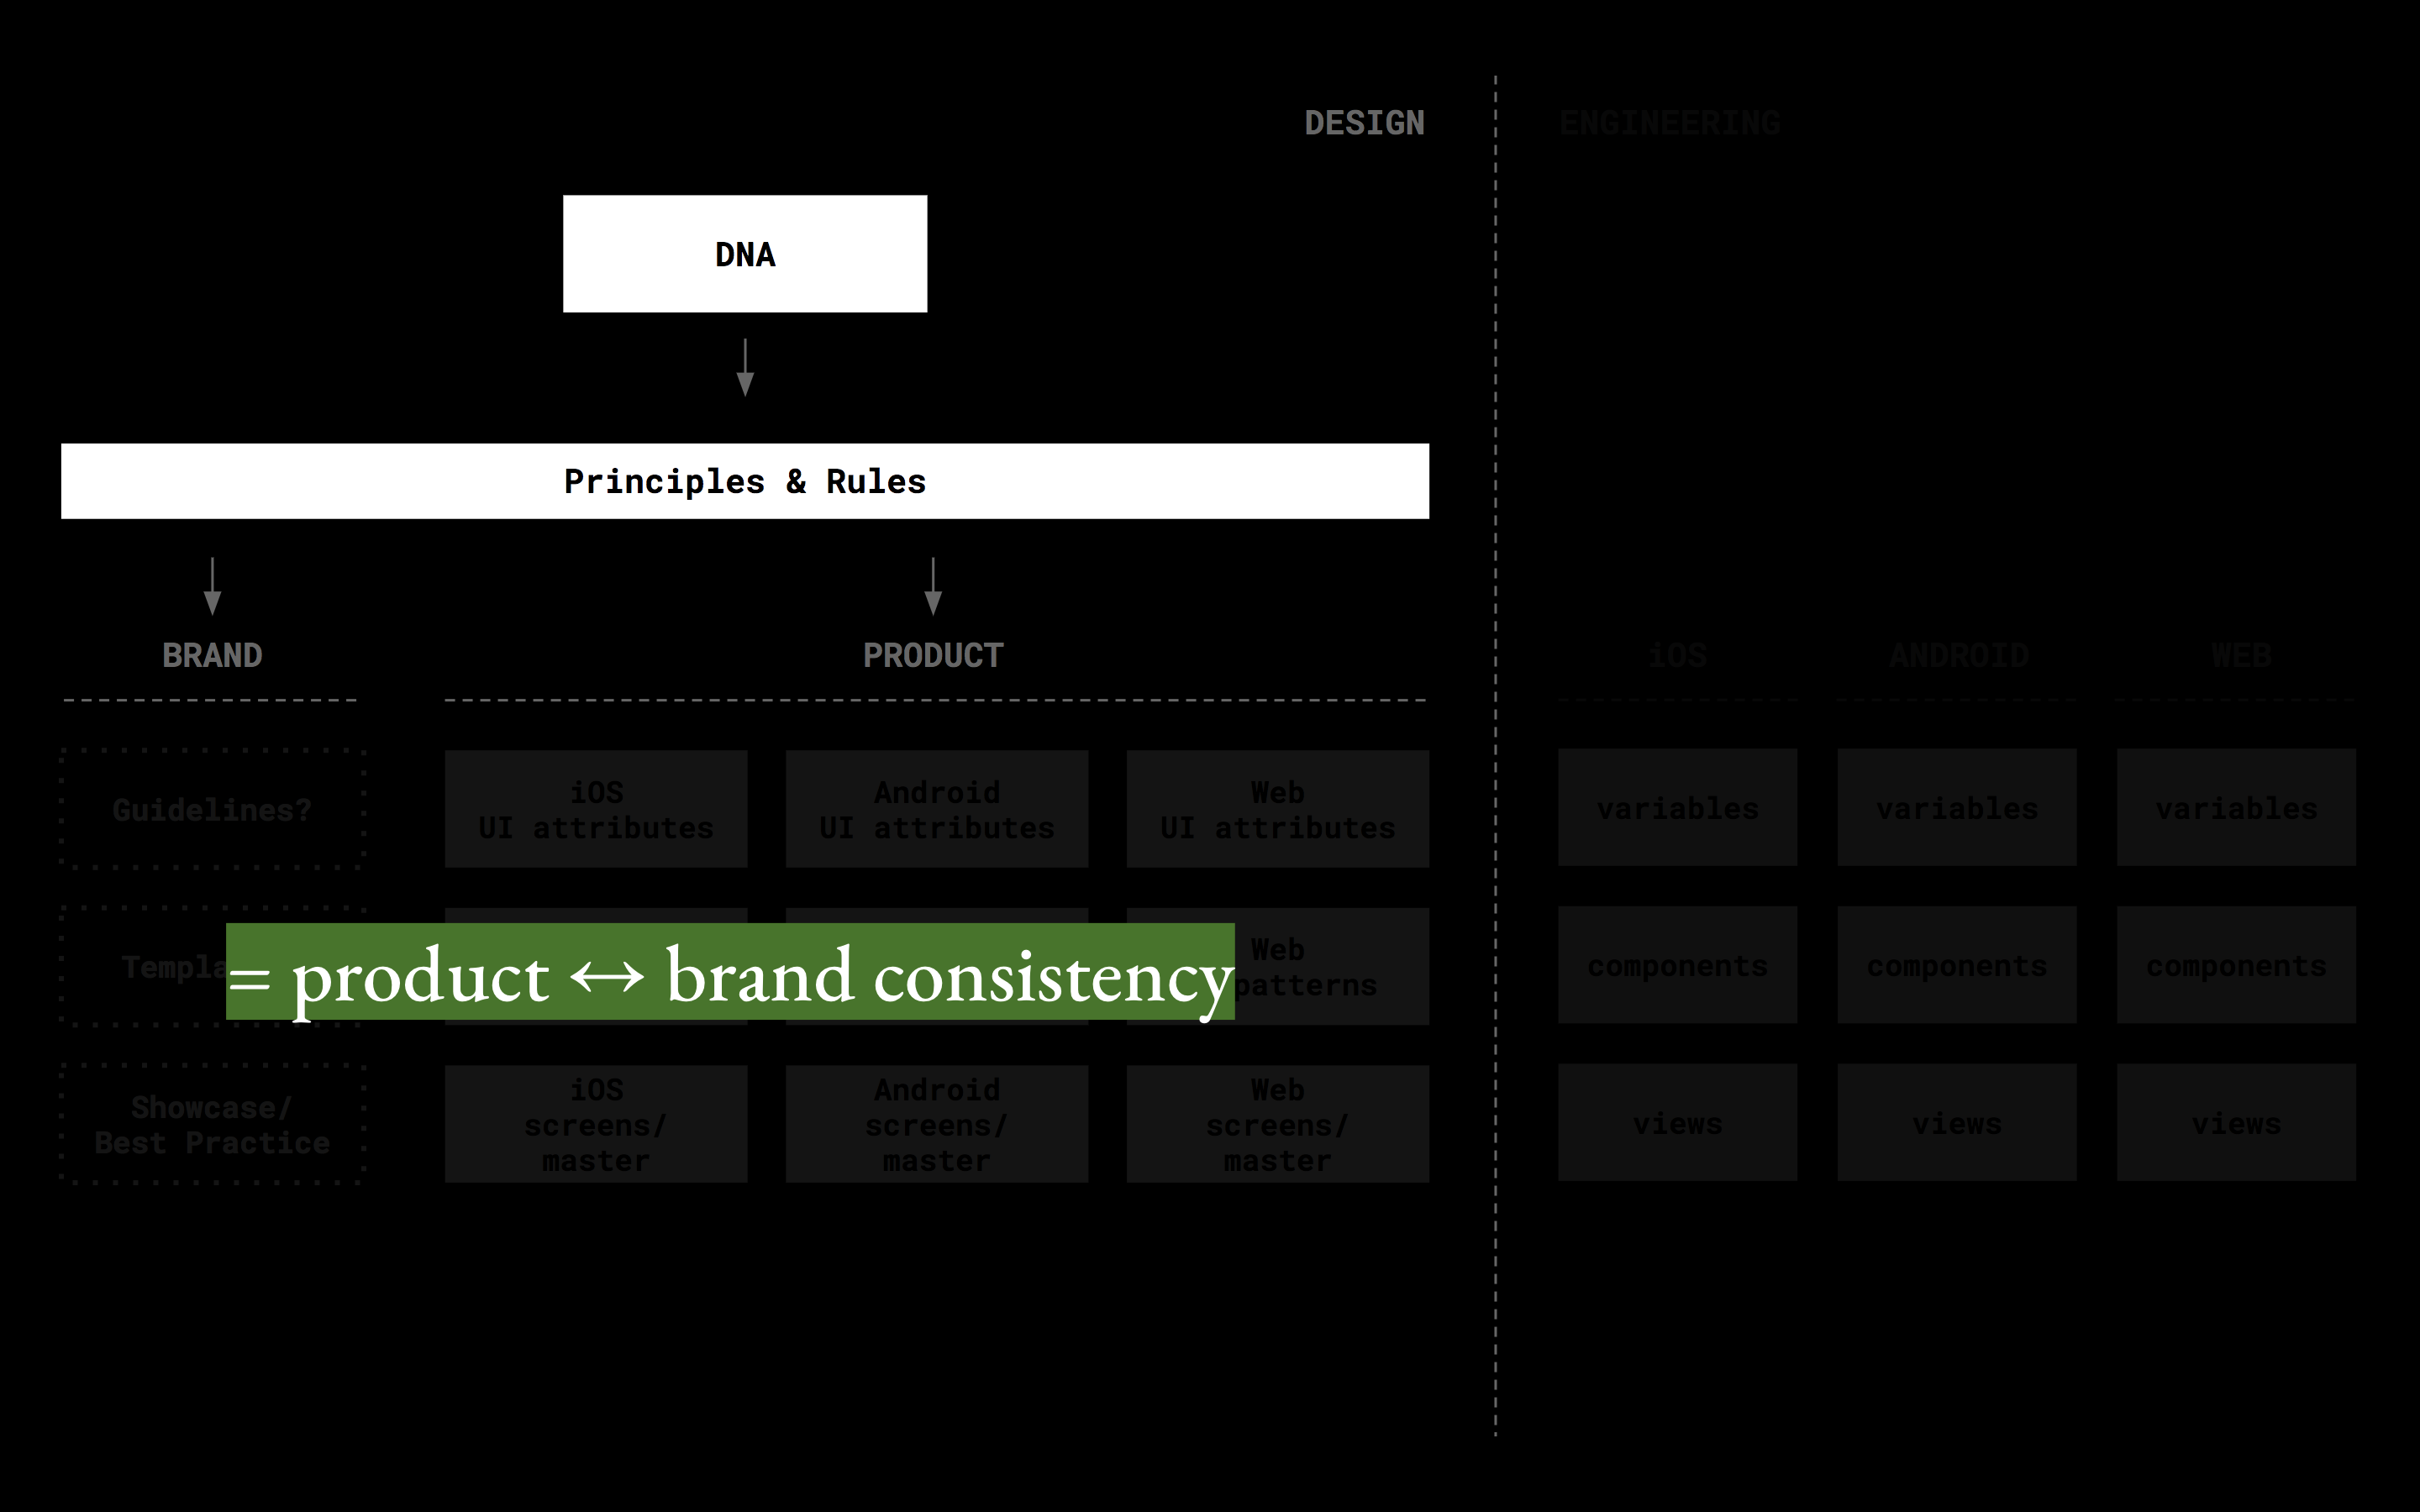 DESIGN
ENGINEERING
DNA
Principles & Rules
BRAND
PRODUCT
iOS
ANDROID
WEB
Guidelines?
iOS
UI attributes
Android
UI attributes
Web
UI attributes
variables
variables
variables
= product ↔ brand consistency
Web
patterns
components
components
components
Showcase/
Best Practice
iOS
screens/
master
Android
screens/
master
Web
screens/
master
views
views
views